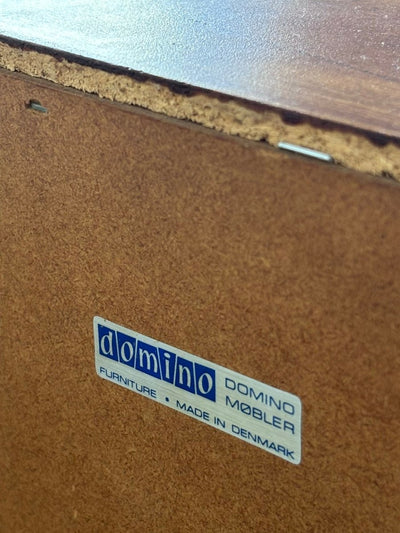 domino
DOMINO
MØBLER
FURNITURE • MADE IN DENMARK